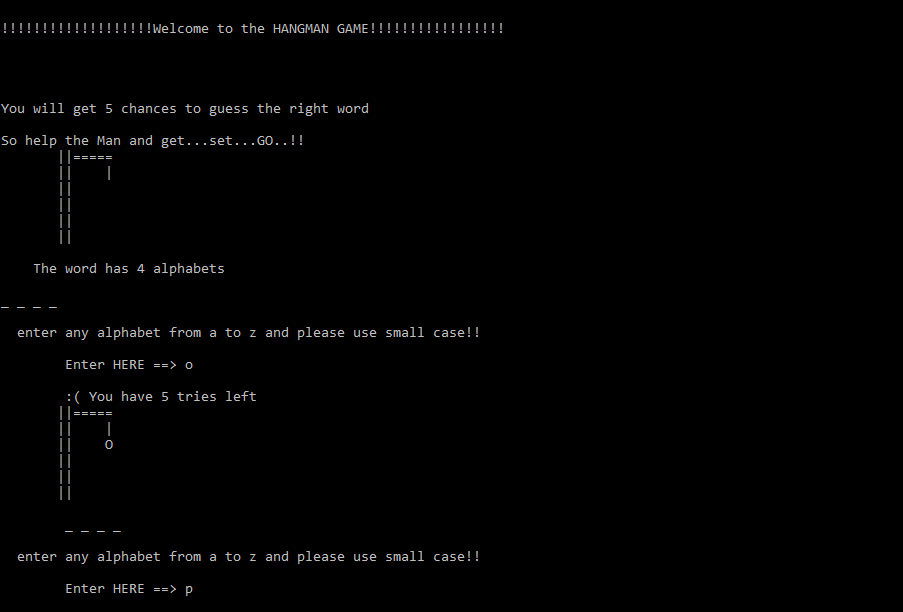 !!!!!!!!!!!!!!!!!!!Welcome to the HANGMAN GAME!!!!!!!!!!!!!!!!!
You will get 5 chances to guess the right word
So help the Man and get...set...GO..!!
||=====
||    |
||
||
||
||
The word has 4 alphabets
_ _ _ _
enter any alphabet from a to z and please use small case!!
Enter HERE ==> o
:( You have 5 tries left
||=====
||    |
||    O
||
||
||
_ _ _ _
enter any alphabet from a to z and please use small case!!
Enter HERE ==> p